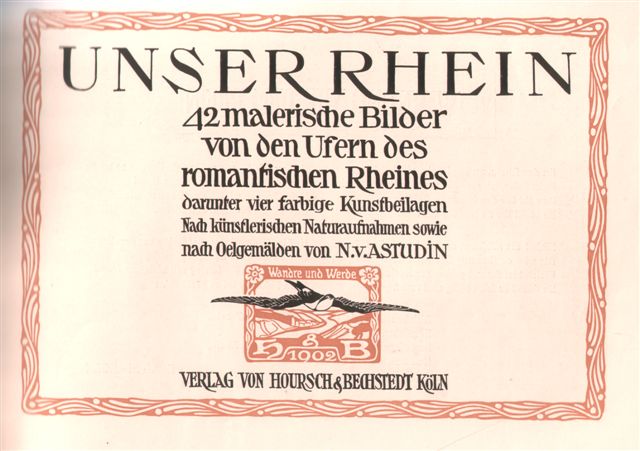 UNSER RHEIN
42 malerische Bilder
von den Ufern des
romantischen Rheines
darunter vier farbige Kunstbeilagen
Nach künstlerischen Naturaufnahmen sowie
nach Oelgemälden von N.v.ASTUDIN
Wandre und Werde
H & B
1902
VERLAG VON HOURSCH & BECHSTEDT KÖLN